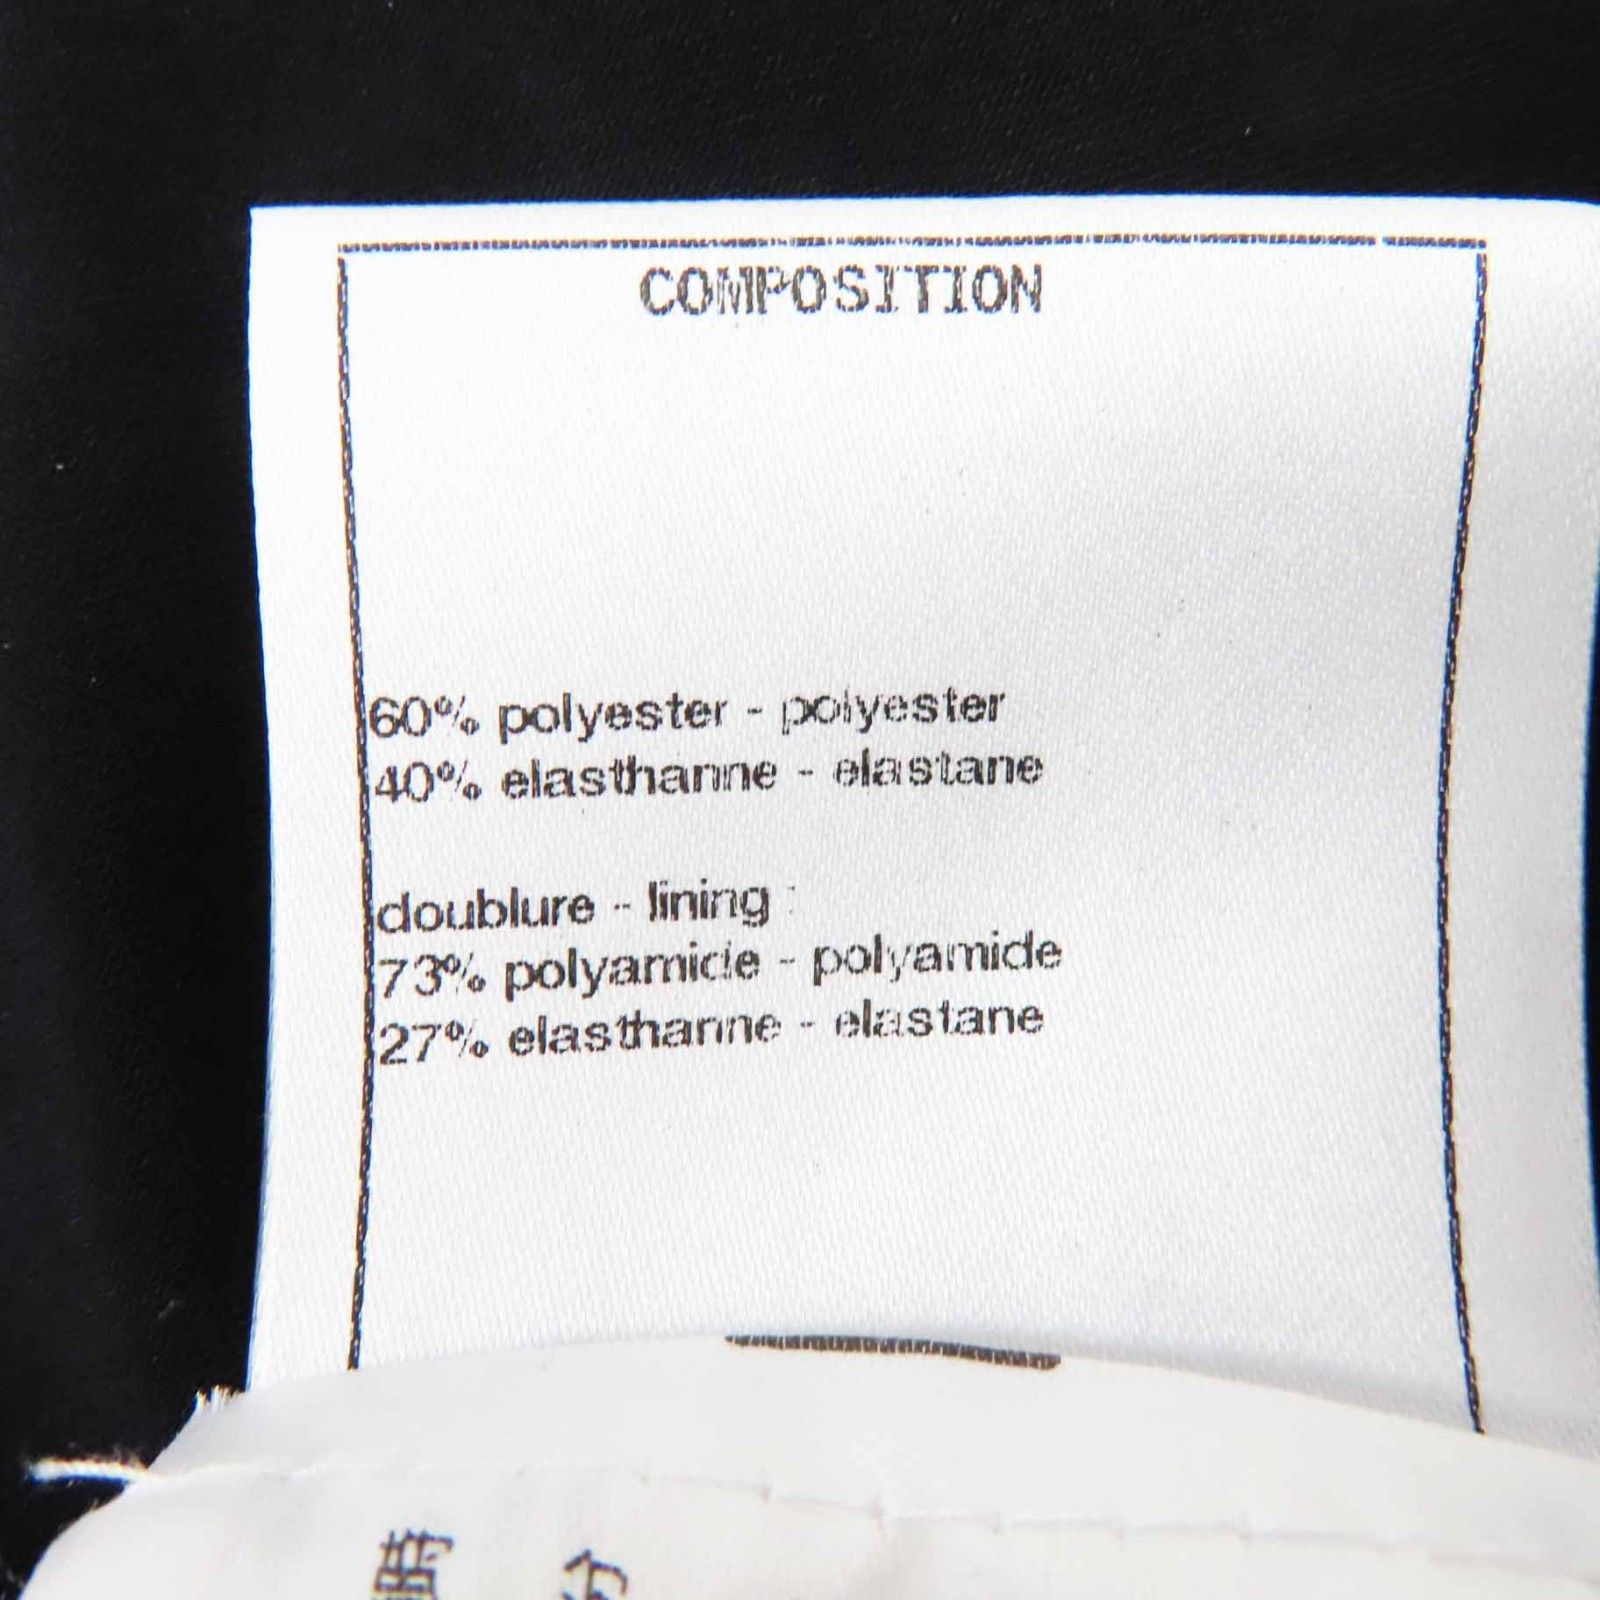 COMPOSITION
60% polyester - polyester
40% elasthanne - elastane
doublure - lining :
73% polyamide - polyamide
27% elasthanne - elastane